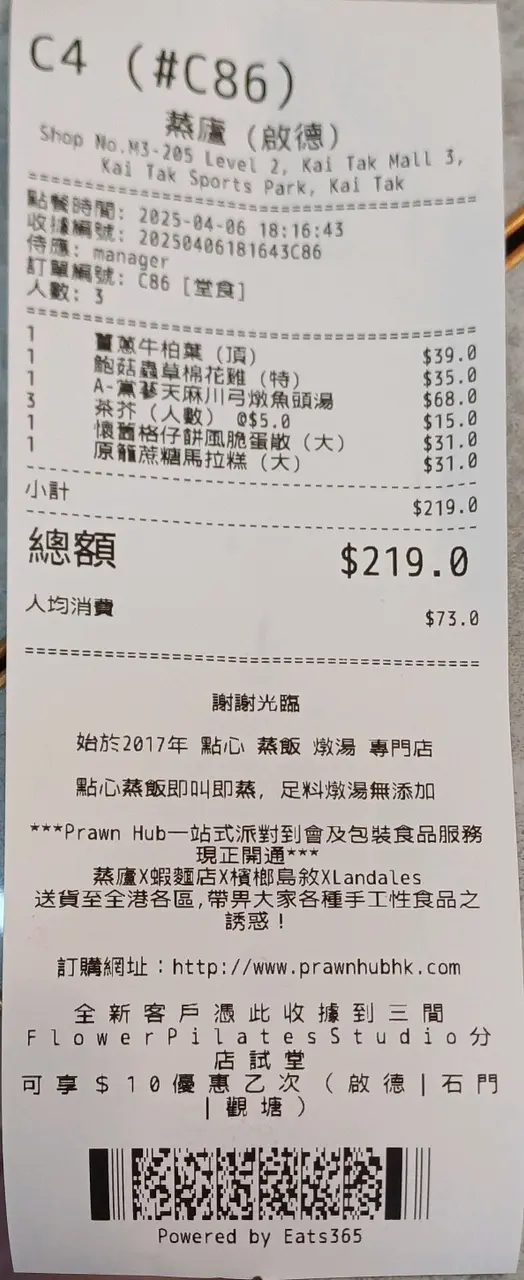 C4 (#C86)
蒸廬 (啟德)
Shop No.M3-205 Level 2, Kai Tak Mall 3,
Kai Tak Sports Park, Kai Tak
點餐時間: 2025-04-06 18:16:43
收據編號: 20250406181643C86
侍應: manager
訂單編號: C86 [堂食]
人數: 3
1 薑蔥牛柏葉 (頂) $39.0
1 鮑菇蟲草棉花雞 (特) $35.0
1 A-黨蔘天麻川弓燉魚頭湯 $68.0
3 茶芥 (人數) @$5.0 $15.0
1 懷舊格仔餅風脆蛋散 (大) $31.0
1 原籠蔗糖馬拉糕 (大) $31.0
小計 $219.0
總額 $219.0
人均消費 $73.0
謝謝光臨
始於2017年 點心 蒸飯 燉湯 專門店
點心蒸飯即叫即蒸, 足料燉湯無添加
***Prawn Hub一站式派對到會及包裝食品服務
現正開通***
蒸廬X蝦麵店X檳榔島敘XLandales
送貨至全港各區,帶畀大家各種手工性食品之
誘惑!
訂購網址：http://www.prawnhubhk.com
全新客戶憑此收據到三間
FlowerPilatesStudio分
店試堂
可享$10優惠乙次（啟德|石門
|觀塘）
Powered by Eats365